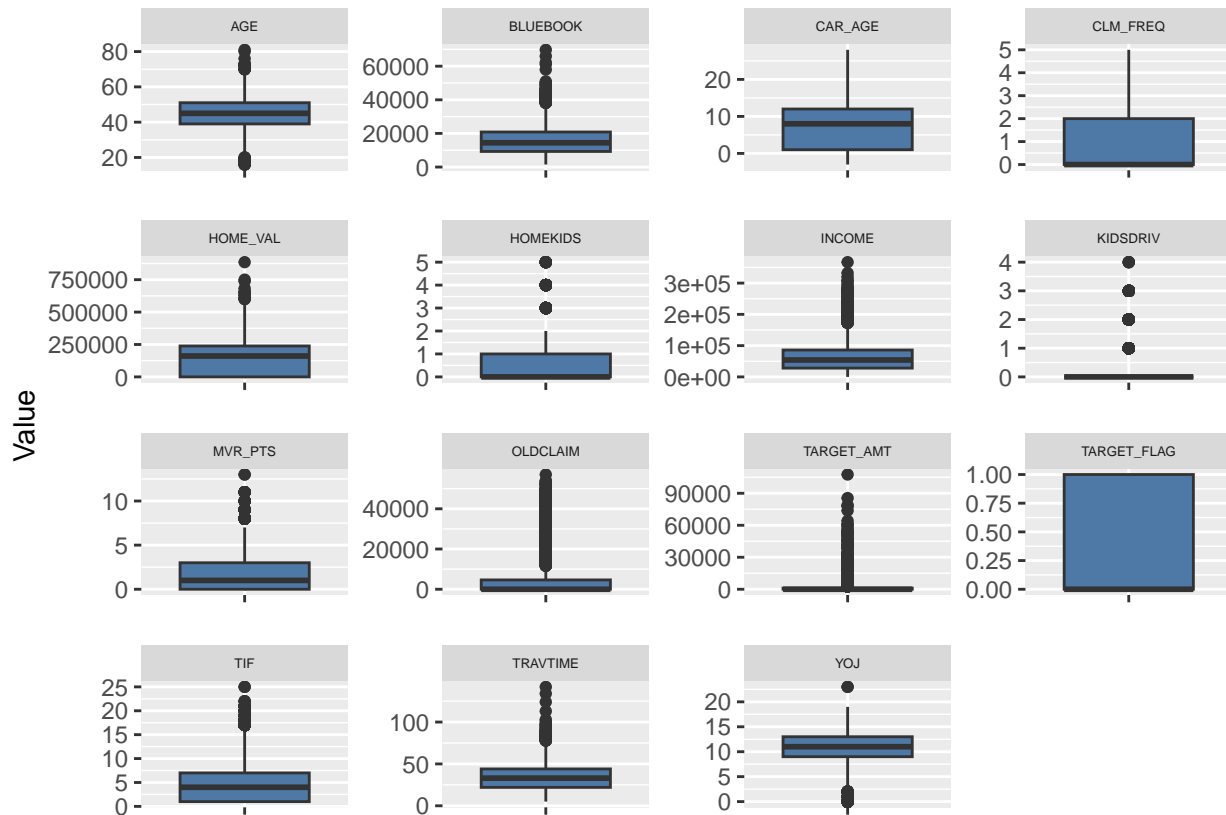 AGE BLUEBOOK CAR_AGE CLM_FREQ
80 60 40 20
60000 40000 20000 0
20 10 0
5 4 3 2 1 0
HOME_VAL HOMEKIDS INCOME KIDSDRIV
750000 500000 250000 0
5 4 3 2 1 0
3e+05 2e+05 1e+05 0e+00
4 3 2 1 0
Value
MVR_PTS OLDCLAIM TARGET_AMT TARGET_FLAG
10 5 0
40000 20000 0
90000 60000 30000 0
1.00 0.75 0.50 0.25 0.00
TIF TRAVTIME YOJ
25 20 15 10 5 0
100 50 0
20 15 10 5 0